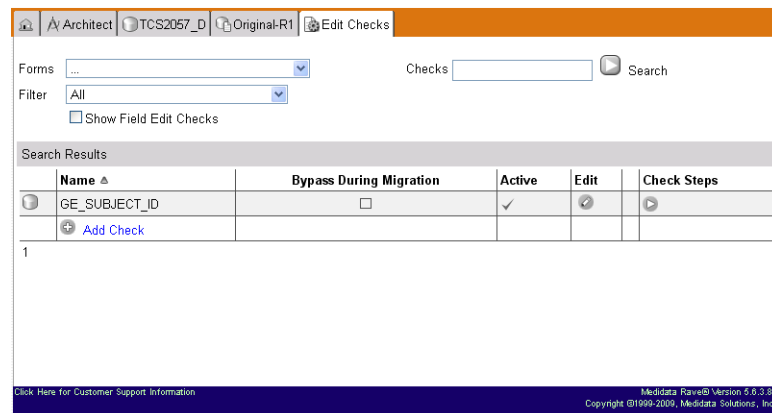 Architect TCS2057_D Original-R1 Edit Checks
Forms ... Checks Search
Filter All
Show Field Edit Checks
Search Results
Name Bypass During Migration Active Edit Check Steps
GE_SUBJECT_ID
Add Check
1
Click Here for Customer Support Information Medidata Rave® Version 5.6.3.8
Copyright ©1999-2009, Medidata Solutions, Inc